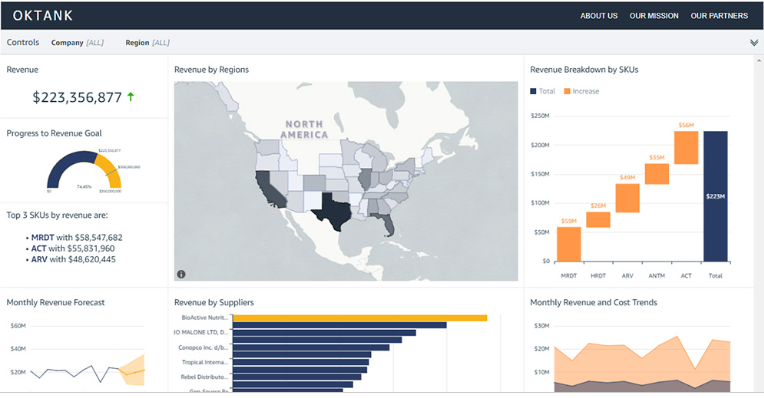 OKTANK
ABOUT US OUR MISSION OUR PARTNERS
Controls Company [ALL] Region [ALL]
Revenue
$223,356,877
Progress to Revenue Goal
$223,356,877
$300,000,000
74.45%
$0
Top 3 SKUs by revenue are:
• MRDT with $58,547,682
• ACT with $55,831,960
• ARV with $48,620,445
Monthly Revenue Forecast
$60M
$40M
$20M
Revenue by Regions
NORTH
AMERICA
Revenue by Suppliers
BioActive Nutrit...
IO MALONE LTD, D...
Conopco Inc. d/b...
Tropical Interna...
Rebel Distributo...
Revenue Breakdown by SKUs
Total Increase
$250M
$200M
$150M
$100M
$50M
$0
$59M
$26M
$49M
$35M
$56M
$223M
MRDT HRDT ARV ANTM ACT Total
Monthly Revenue and Cost Trends
$30M
$20M
$10M